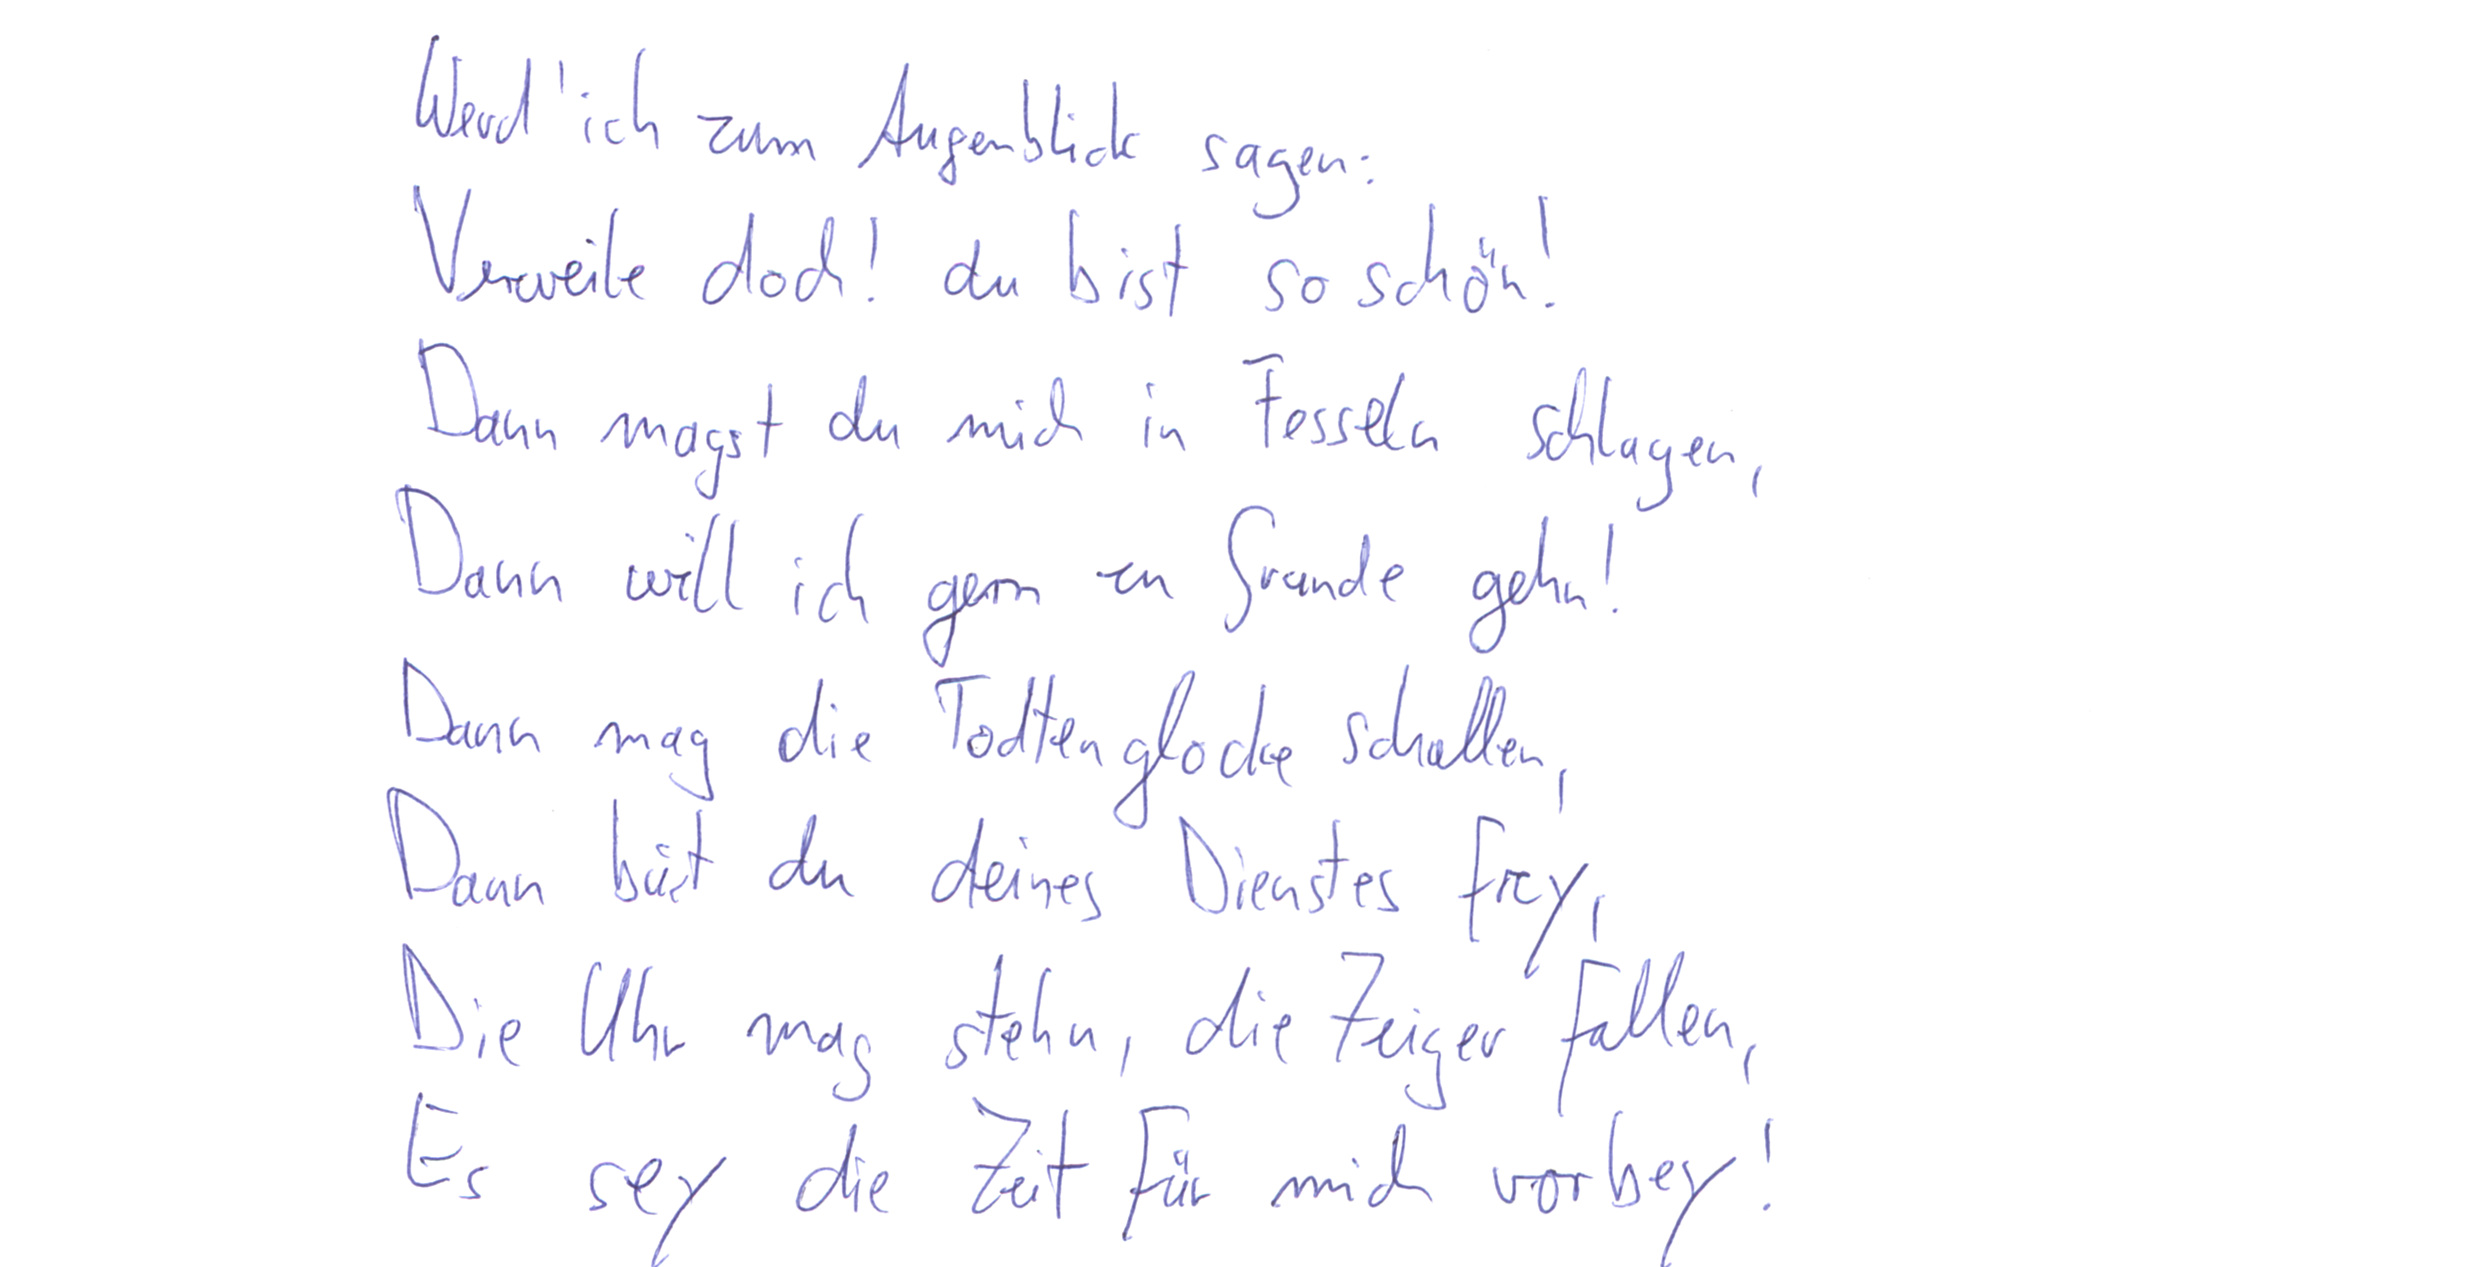 Werd' ich zum Augenblick sagen:
Verweile doch! du bist so schön!
Dann magst du mich in Fesseln schlagen,
Dann will ich gern zu Grunde gehn!
Dann mag die Todtenglocke schallen,
Dann bist du deines Dienstes frey,
Die Uhr mag stehn, die Zeiger fallen,
Es sey die Zeit für mich vorbey!